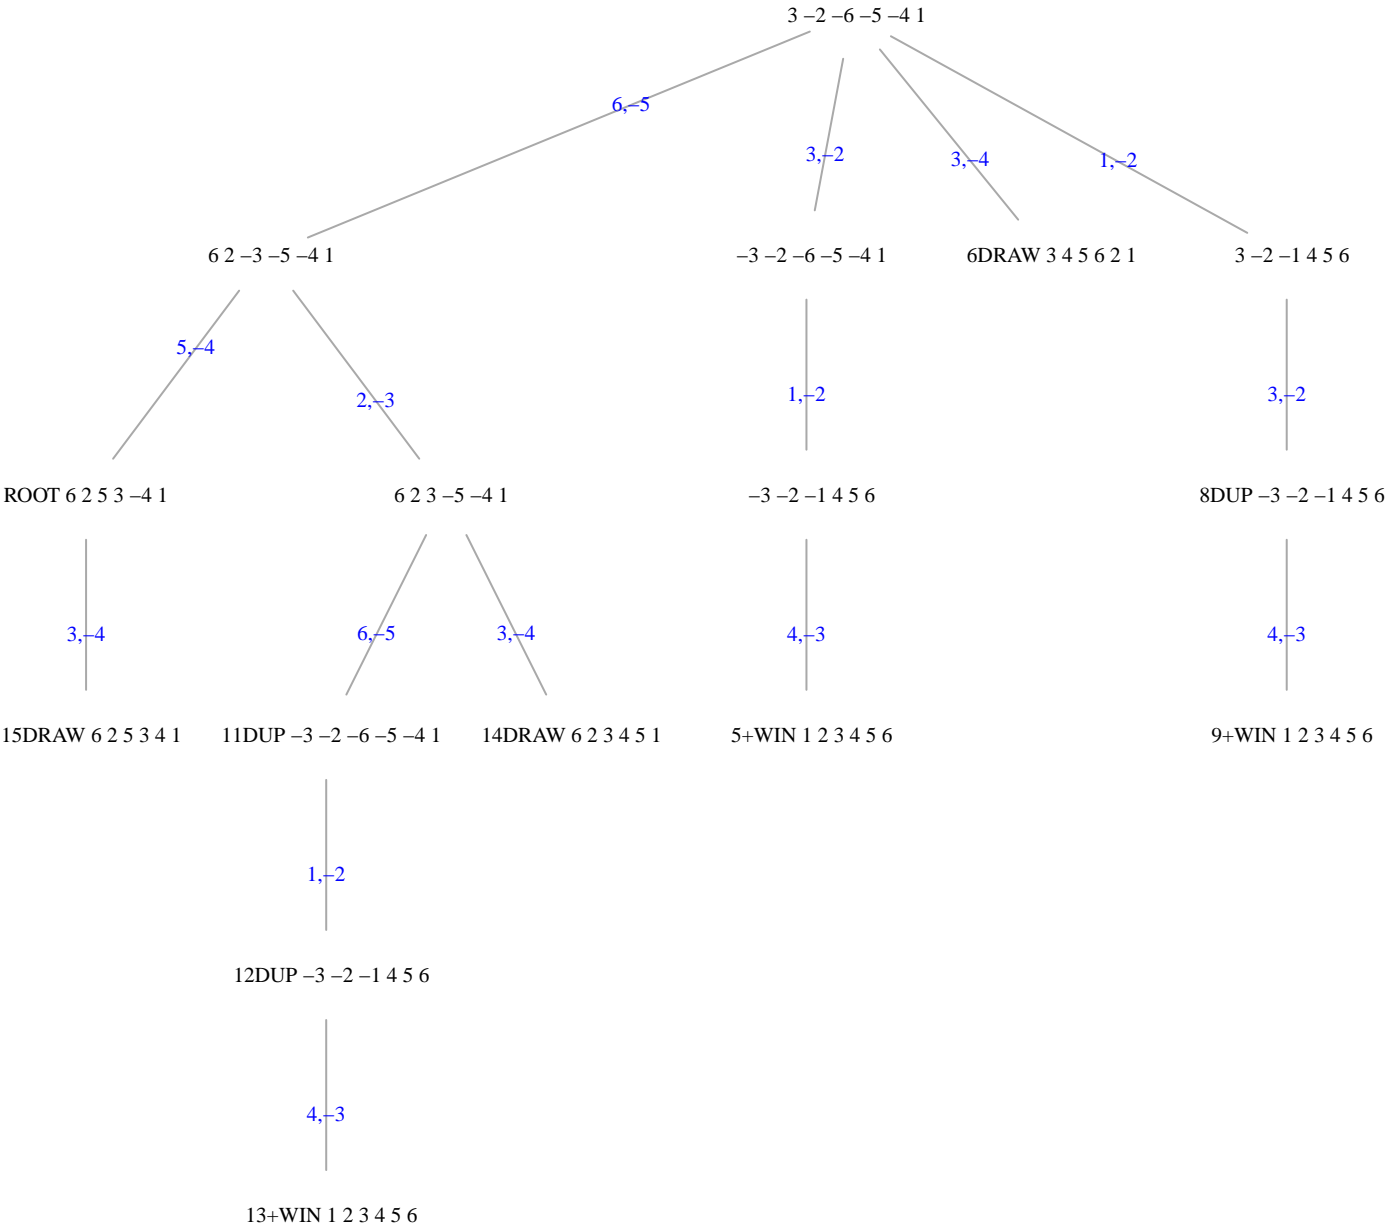 3 –2 –6 –5 –4 1
6,–5
3,–2
3,–4
1,–2
6 2 –3 –5 –4 1
–3 –2 –6 –5 –4 1
6DRAW 3 4 5 6 2 1
3 –2 –1 4 5 6
5,–4
2,–3
1,–2
3,–2
ROOT 6 2 5 3 –4 1
6 2 3 –5 –4 1
–3 –2 –1 4 5 6
8DUP –3 –2 –1 4 5 6
3,–4
6,–5
3,–4
4,–3
4,–3
15DRAW 6 2 5 3 4 1
11DUP –3 –2 –6 –5 –4 1
14DRAW 6 2 3 4 5 1
5+WIN 1 2 3 4 5 6
9+WIN 1 2 3 4 5 6
1,–2
12DUP –3 –2 –1 4 5 6
4,–3
13+WIN 1 2 3 4 5 6